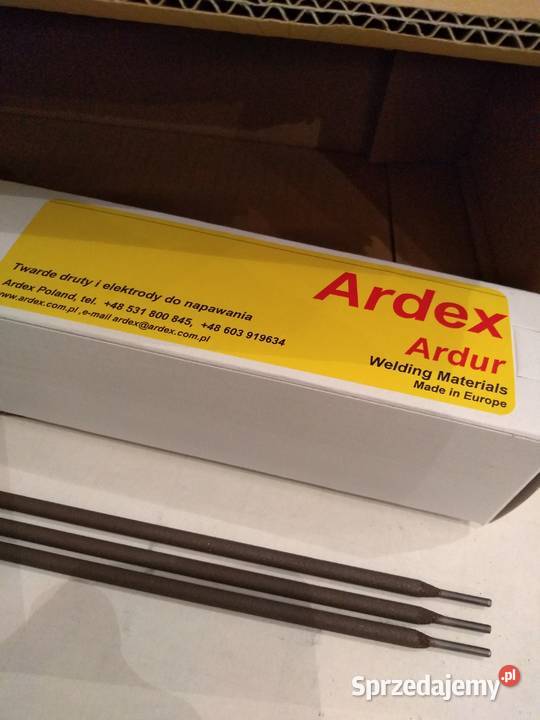 Ardex
Ardur
Welding Materials
Made in Europe
Twarde druty i elektrody do napawania
Ardex Poland, tel. +48 531 800 845, +48 603 919634
www.ardex.com.pl, e-mail ardex@ardex.com.pl
Sprzedajemy.pl